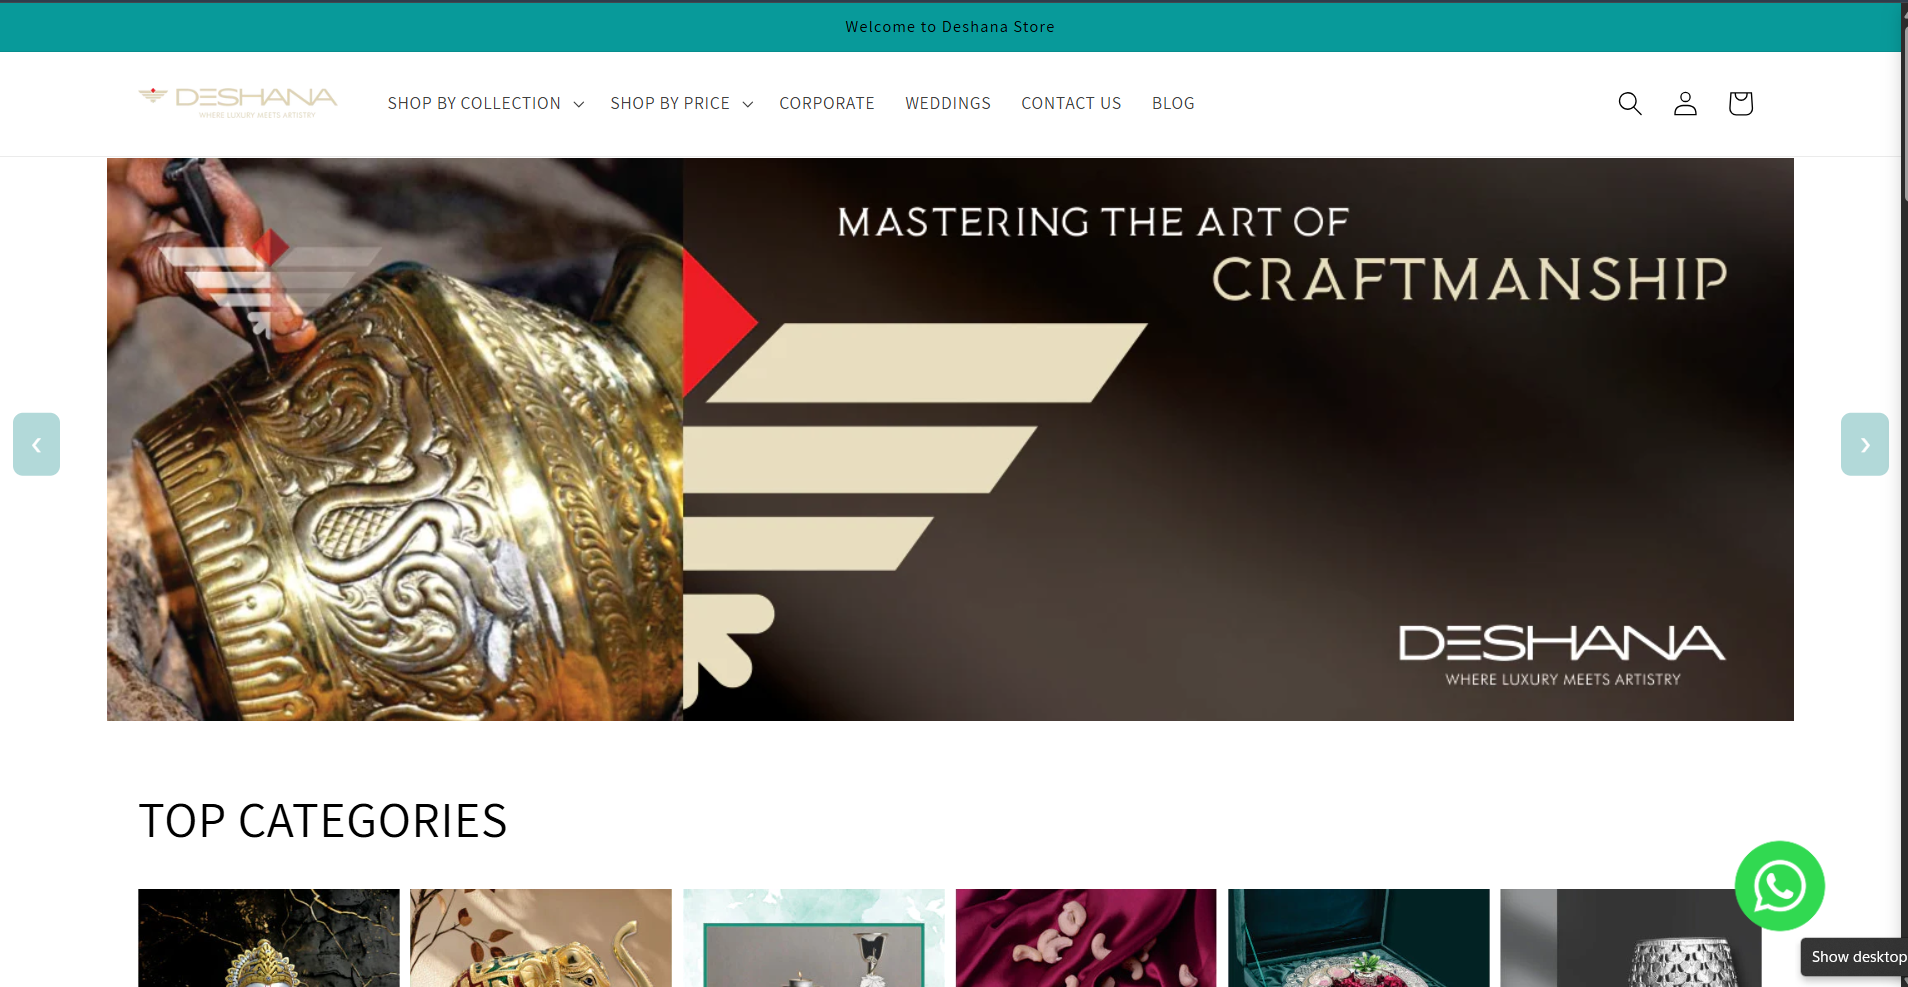 Welcome to Deshana Store
DESHANA
WHERE LUXURY MEETS ARTISTRY
SHOP BY COLLECTION
SHOP BY PRICE
CORPORATE
WEDDINGS
CONTACT US
BLOG
MASTERING THE ART OF
CRAFTMANSHIP
DESHANA
WHERE LUXURY MEETS ARTISTRY
TOP CATEGORIES
Show desktop